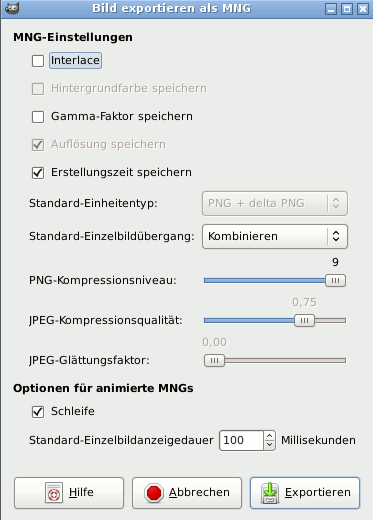 Bild exportieren als MNG
MNG-Einstellungen
Interlace
Hintergrundfarbe speichern
Gamma-Faktor speichern
Auflösung speichern
Erstellungszeit speichern
Standard-Einheitentyp: PNG + delta PNG
Standard-Einzelbildübergang: Kombinieren
9
PNG-Kompressionsniveau:
0,75
JPEG-Kompressionsqualität:
0,00
JPEG-Glättungsfaktor:
Optionen für animierte MNGs
Schleife
Standard-Einzelbildanzeigedauer 100 Millisekunden
Hilfe Abbrechen Exportieren